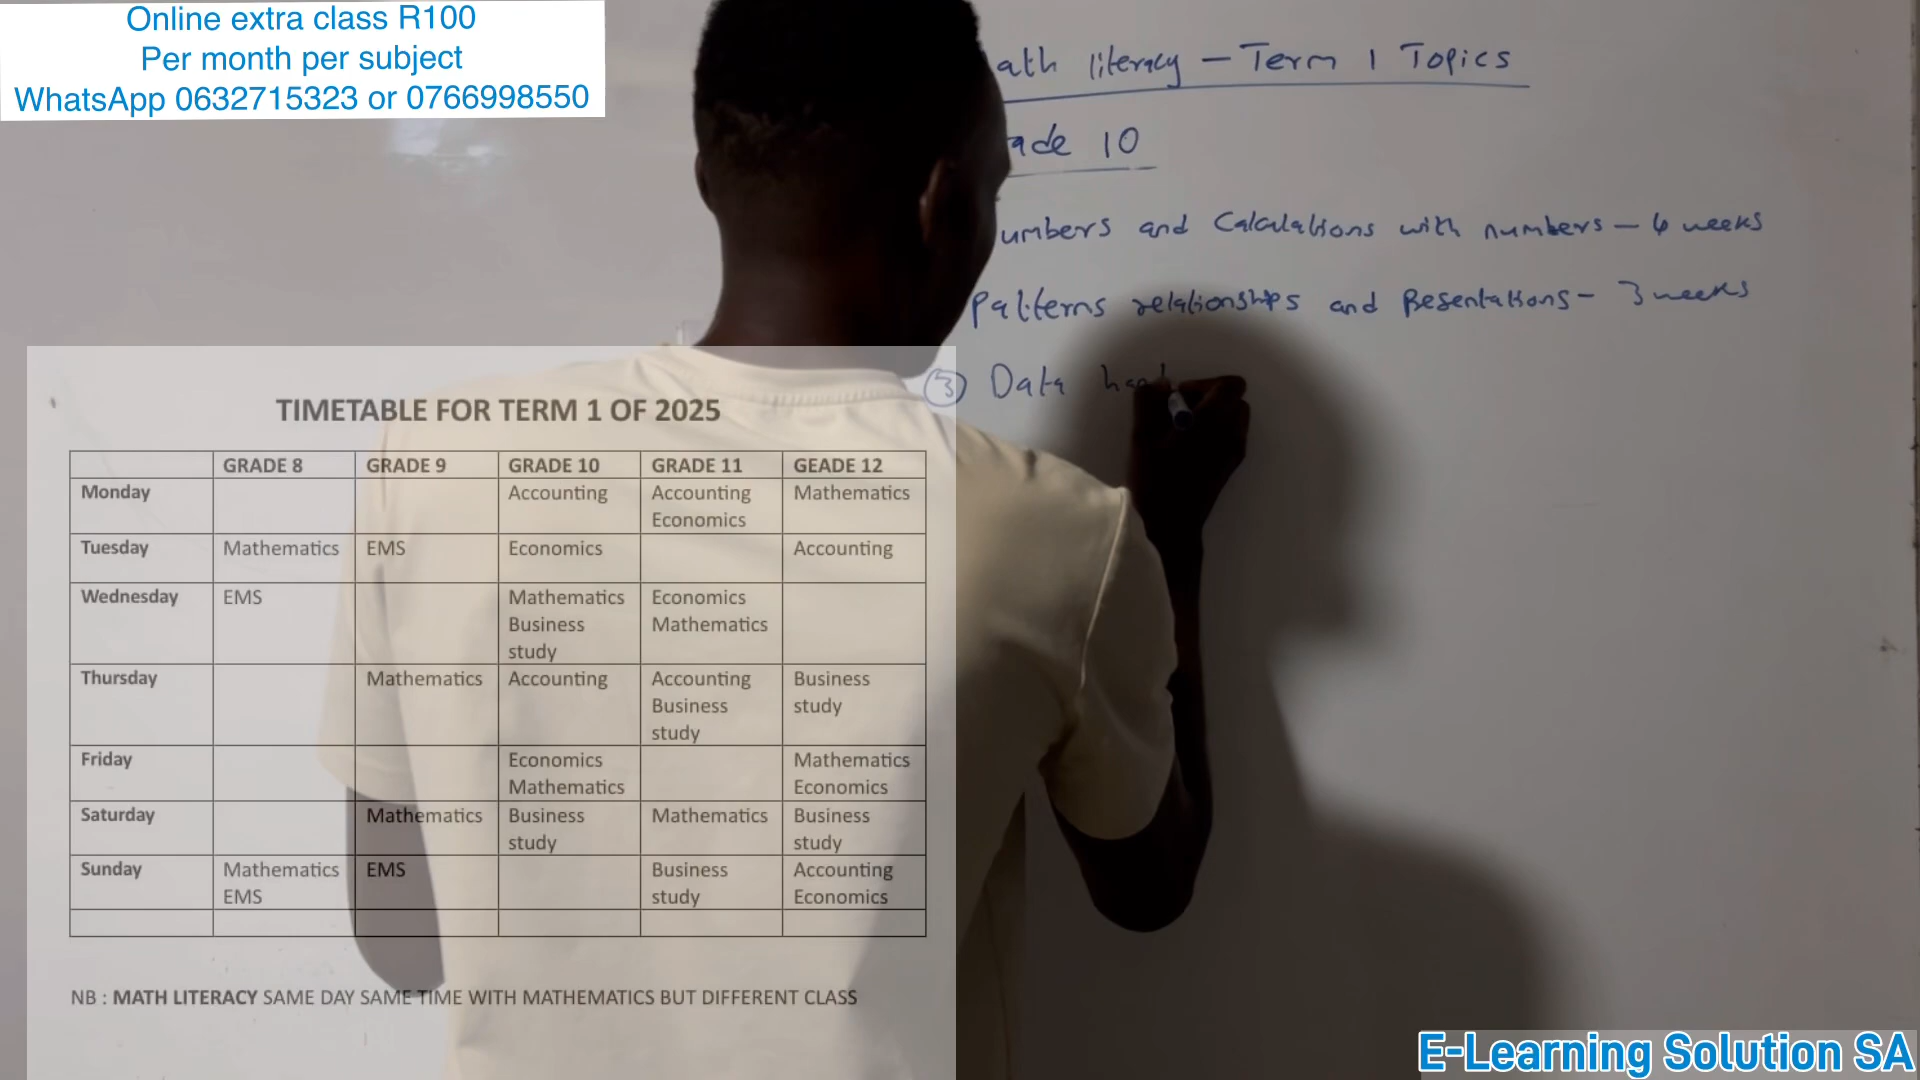 Online extra class R100
Per month per subject
WhatsApp 0632715323 or 0766998550
ath literacy — Term 1 Topics
ade 10
umbers and Calculations with numbers — 6 weeks
Patterns relationships and Resentations - 3 weeks
③ Data hand
TIMETABLE FOR TERM 1 OF 2025
GRADE 8 GRADE 9 GRADE 10 GRADE 11 GEADE 12
Monday Accounting Accounting Mathematics
Economics
Tuesday Mathematics EMS Economics Accounting
Wednesday EMS Mathematics Economics
Business Mathematics
study
Thursday Mathematics Accounting Accounting Business
Business study
study
Friday Economics Mathematics
Mathematics Economics
Saturday Mathematics Business Mathematics Business
study study
Sunday Mathematics EMS Business Accounting
EMS study Economics
NB : MATH LITERACY SAME DAY SAME TIME WITH MATHEMATICS BUT DIFFERENT CLASS
E-Learning Solution SA